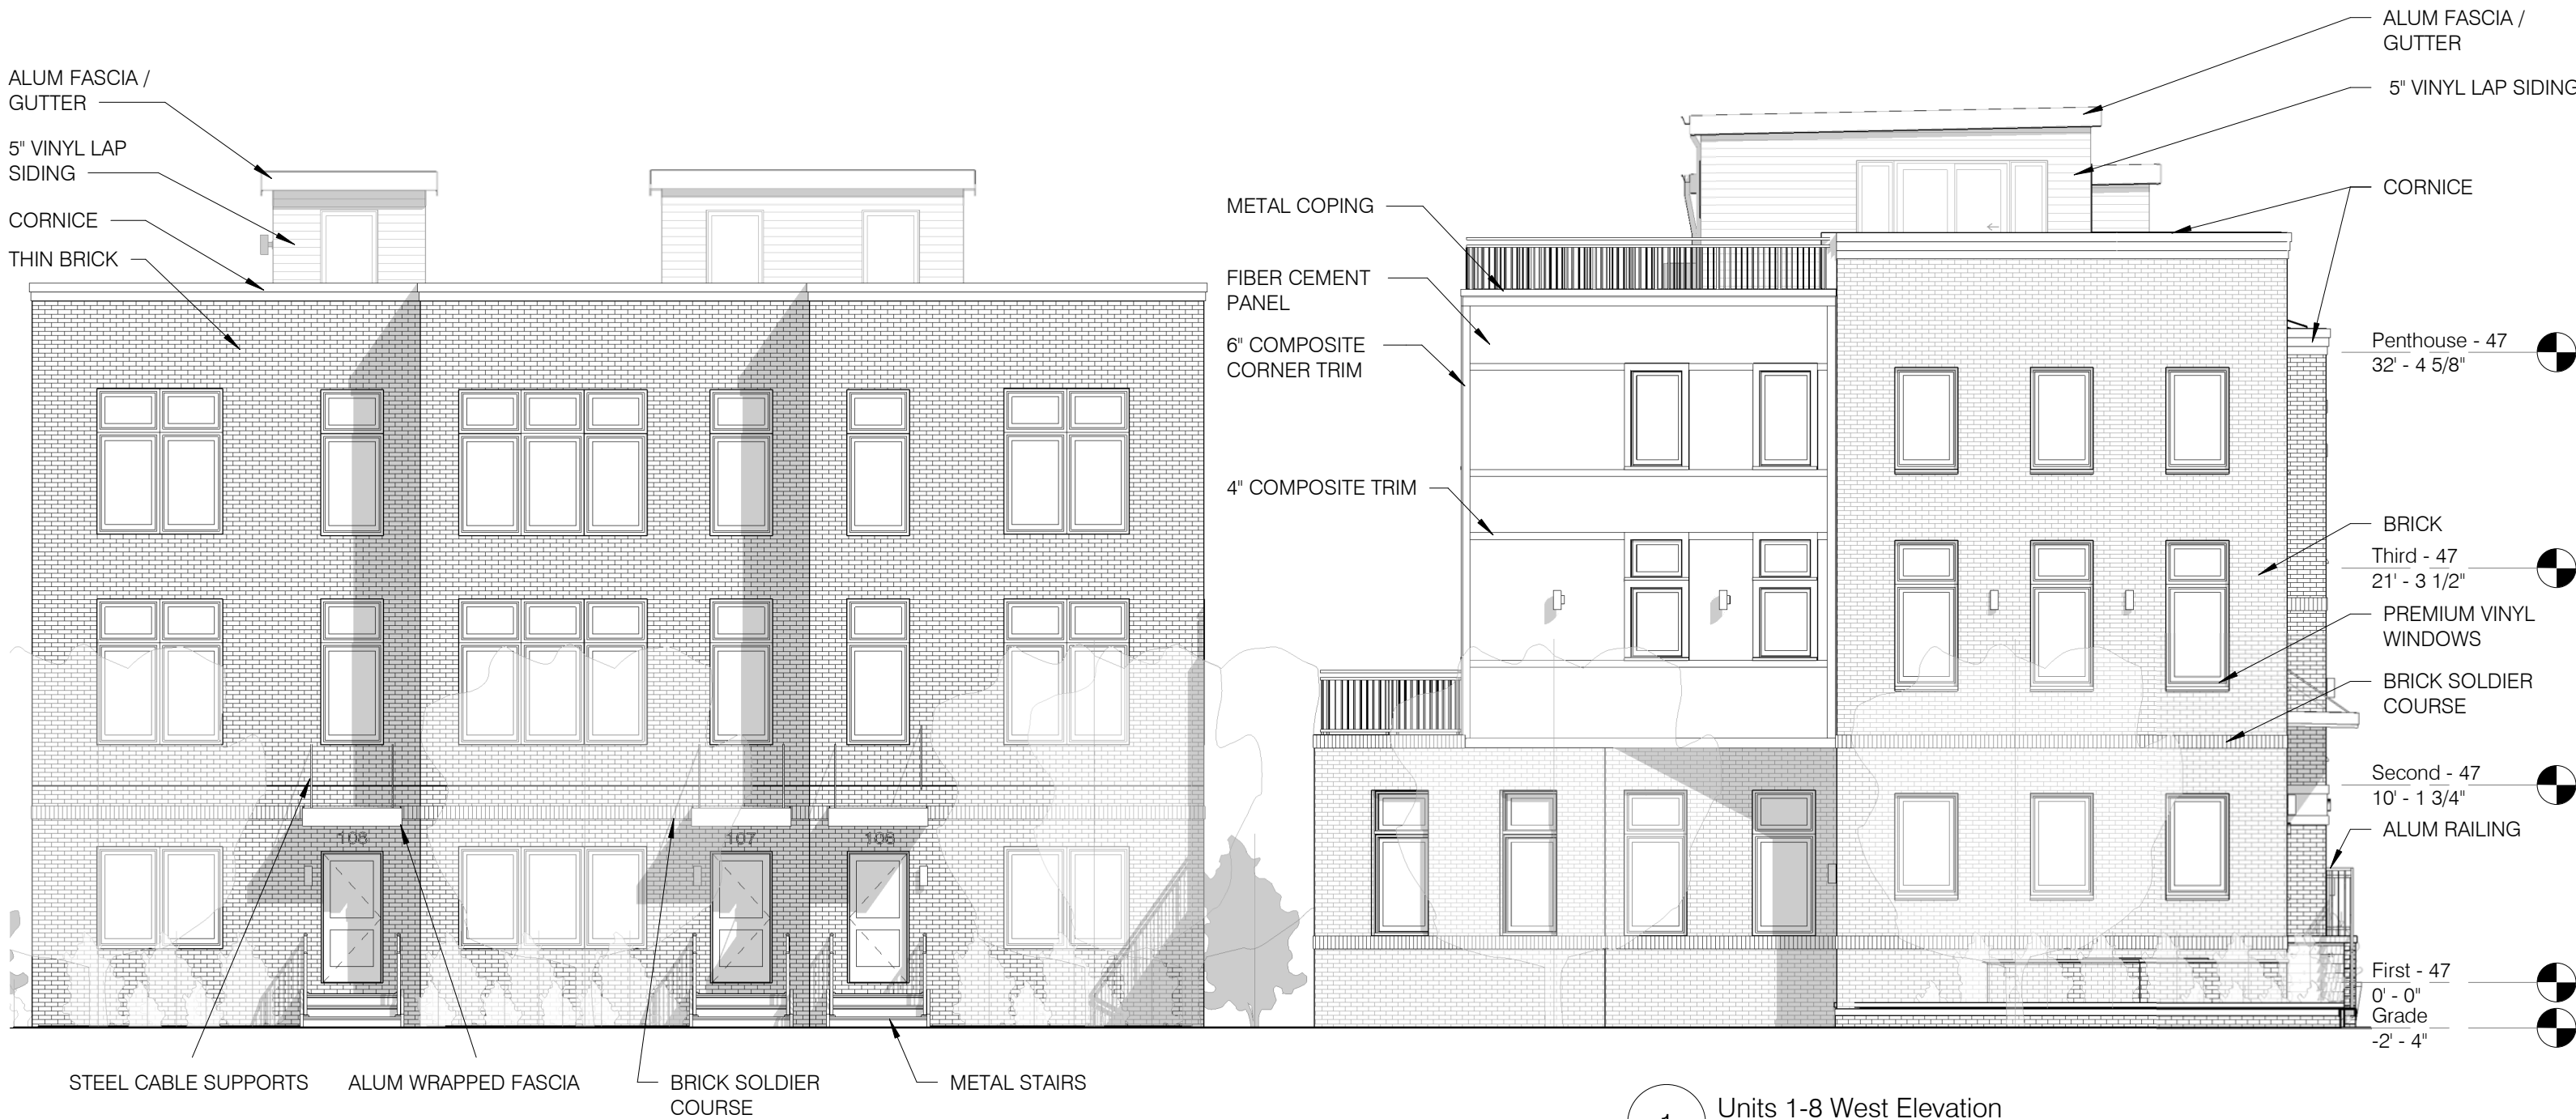 ALUM FASCIA /
GUTTER
5" VINYL LAP
SIDING
CORNICE
THIN BRICK
108
107
106
STEEL CABLE SUPPORTS
ALUM WRAPPED FASCIA
BRICK SOLDIER
COURSE
METAL STAIRS
METAL COPING
FIBER CEMENT
PANEL
6" COMPOSITE
CORNER TRIM
4" COMPOSITE TRIM
ALUM FASCIA /
GUTTER
5" VINYL LAP SIDING
CORNICE
Penthouse - 47
32' - 4 5/8"
BRICK
Third - 47
21' - 3 1/2"
PREMIUM VINYL
WINDOWS
BRICK SOLDIER
COURSE
Second - 47
10' - 1 3/4"
ALUM RAILING
First - 47
0' - 0"
Grade
-2' - 4"
1
Units 1-8 West Elevation